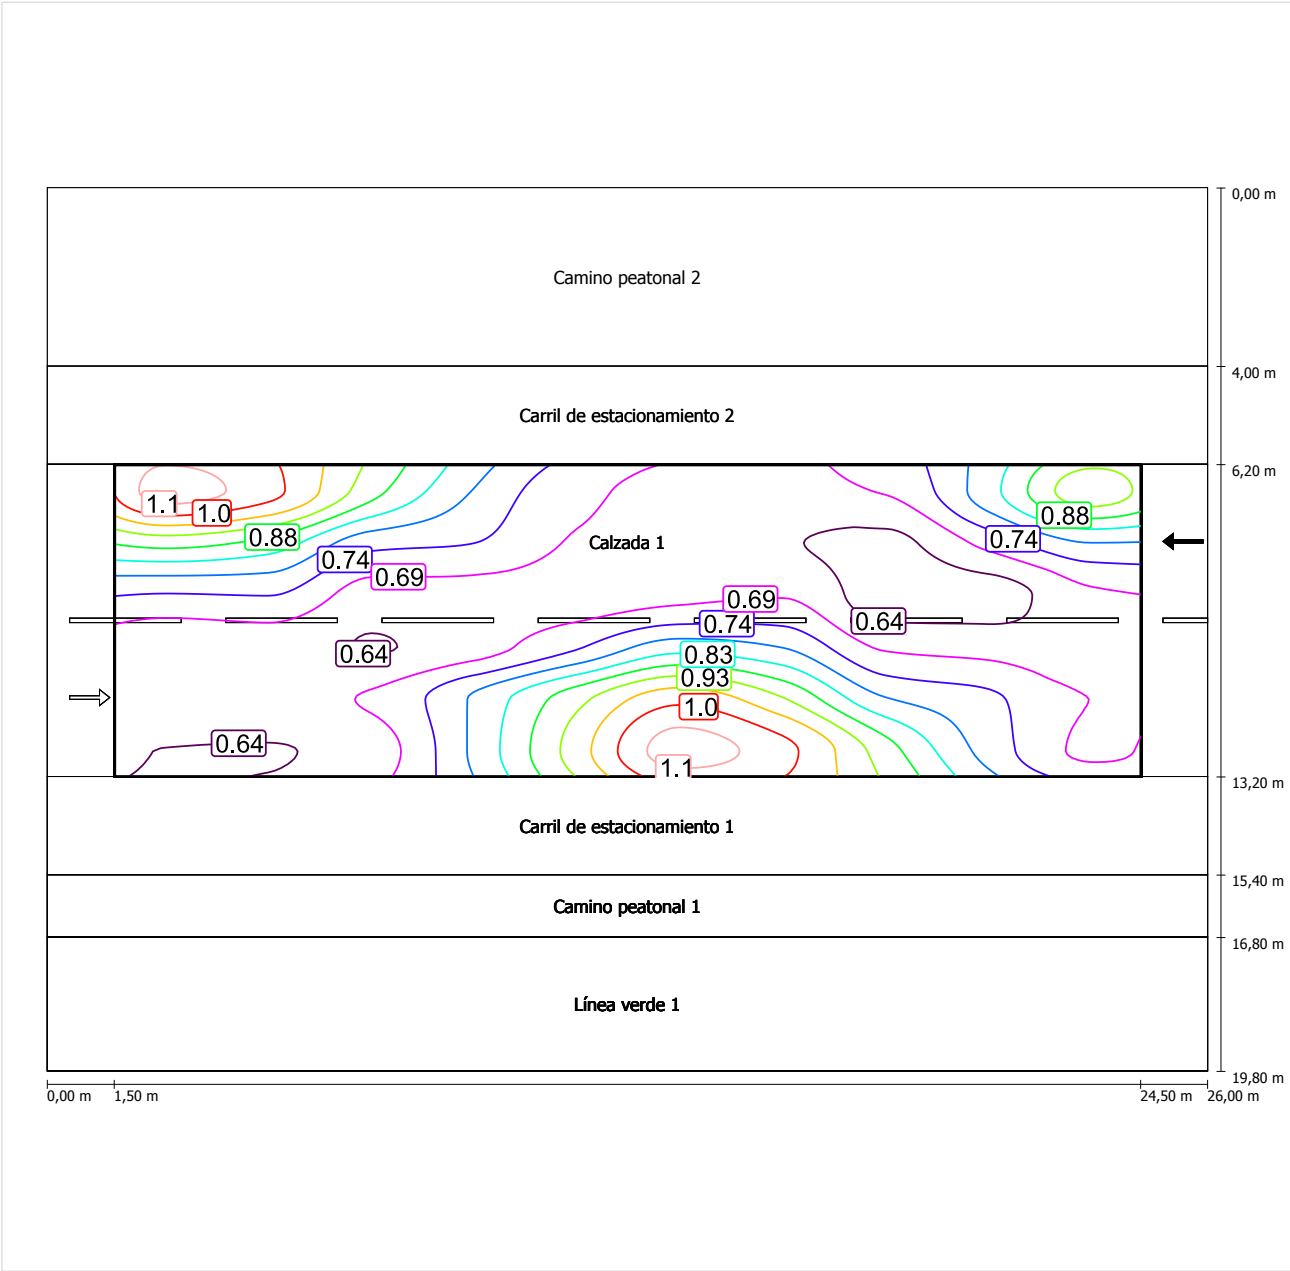 0,00 m
Camino peatonal 2
4,00 m
Carril de estacionamiento 2
6,20 m
1.1
1.0
0.88
0.88
0.74
0.74
Calzada 1
0.69
0.69
0.74
0.64
0.64
0.83
0.93
1.0
0.64
1.1
13,20 m
Carril de estacionamiento 1
15,40 m
Camino peatonal 1
16,80 m
Línea verde 1
19,80 m
0,00 m
1,50 m
24,50 m
26,00 m